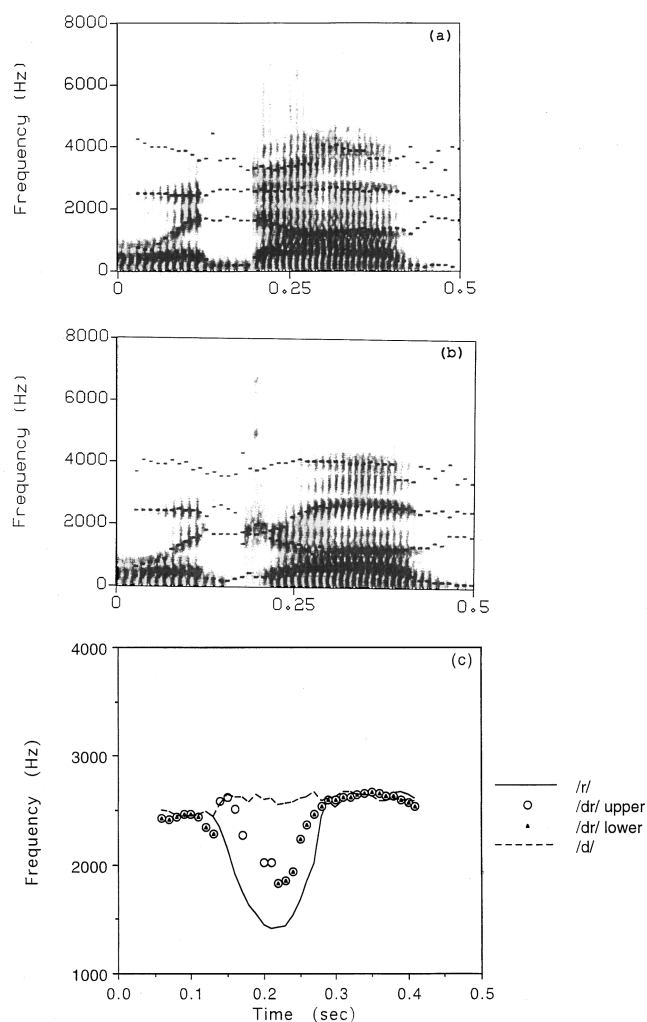 (a)
Frequency (Hz)
8000
6000
4000
2000
0
0 0.25 0.5
(b)
Frequency (Hz)
8000
6000
4000
2000
0
0 0.25 0.5
(c)
Frequency (Hz)
4000
3000
2000
1000
0.0 0.1 0.2 0.3 0.4 0.5
Time (sec)
/r/
/dr/ upper
/dr/ lower
/d/